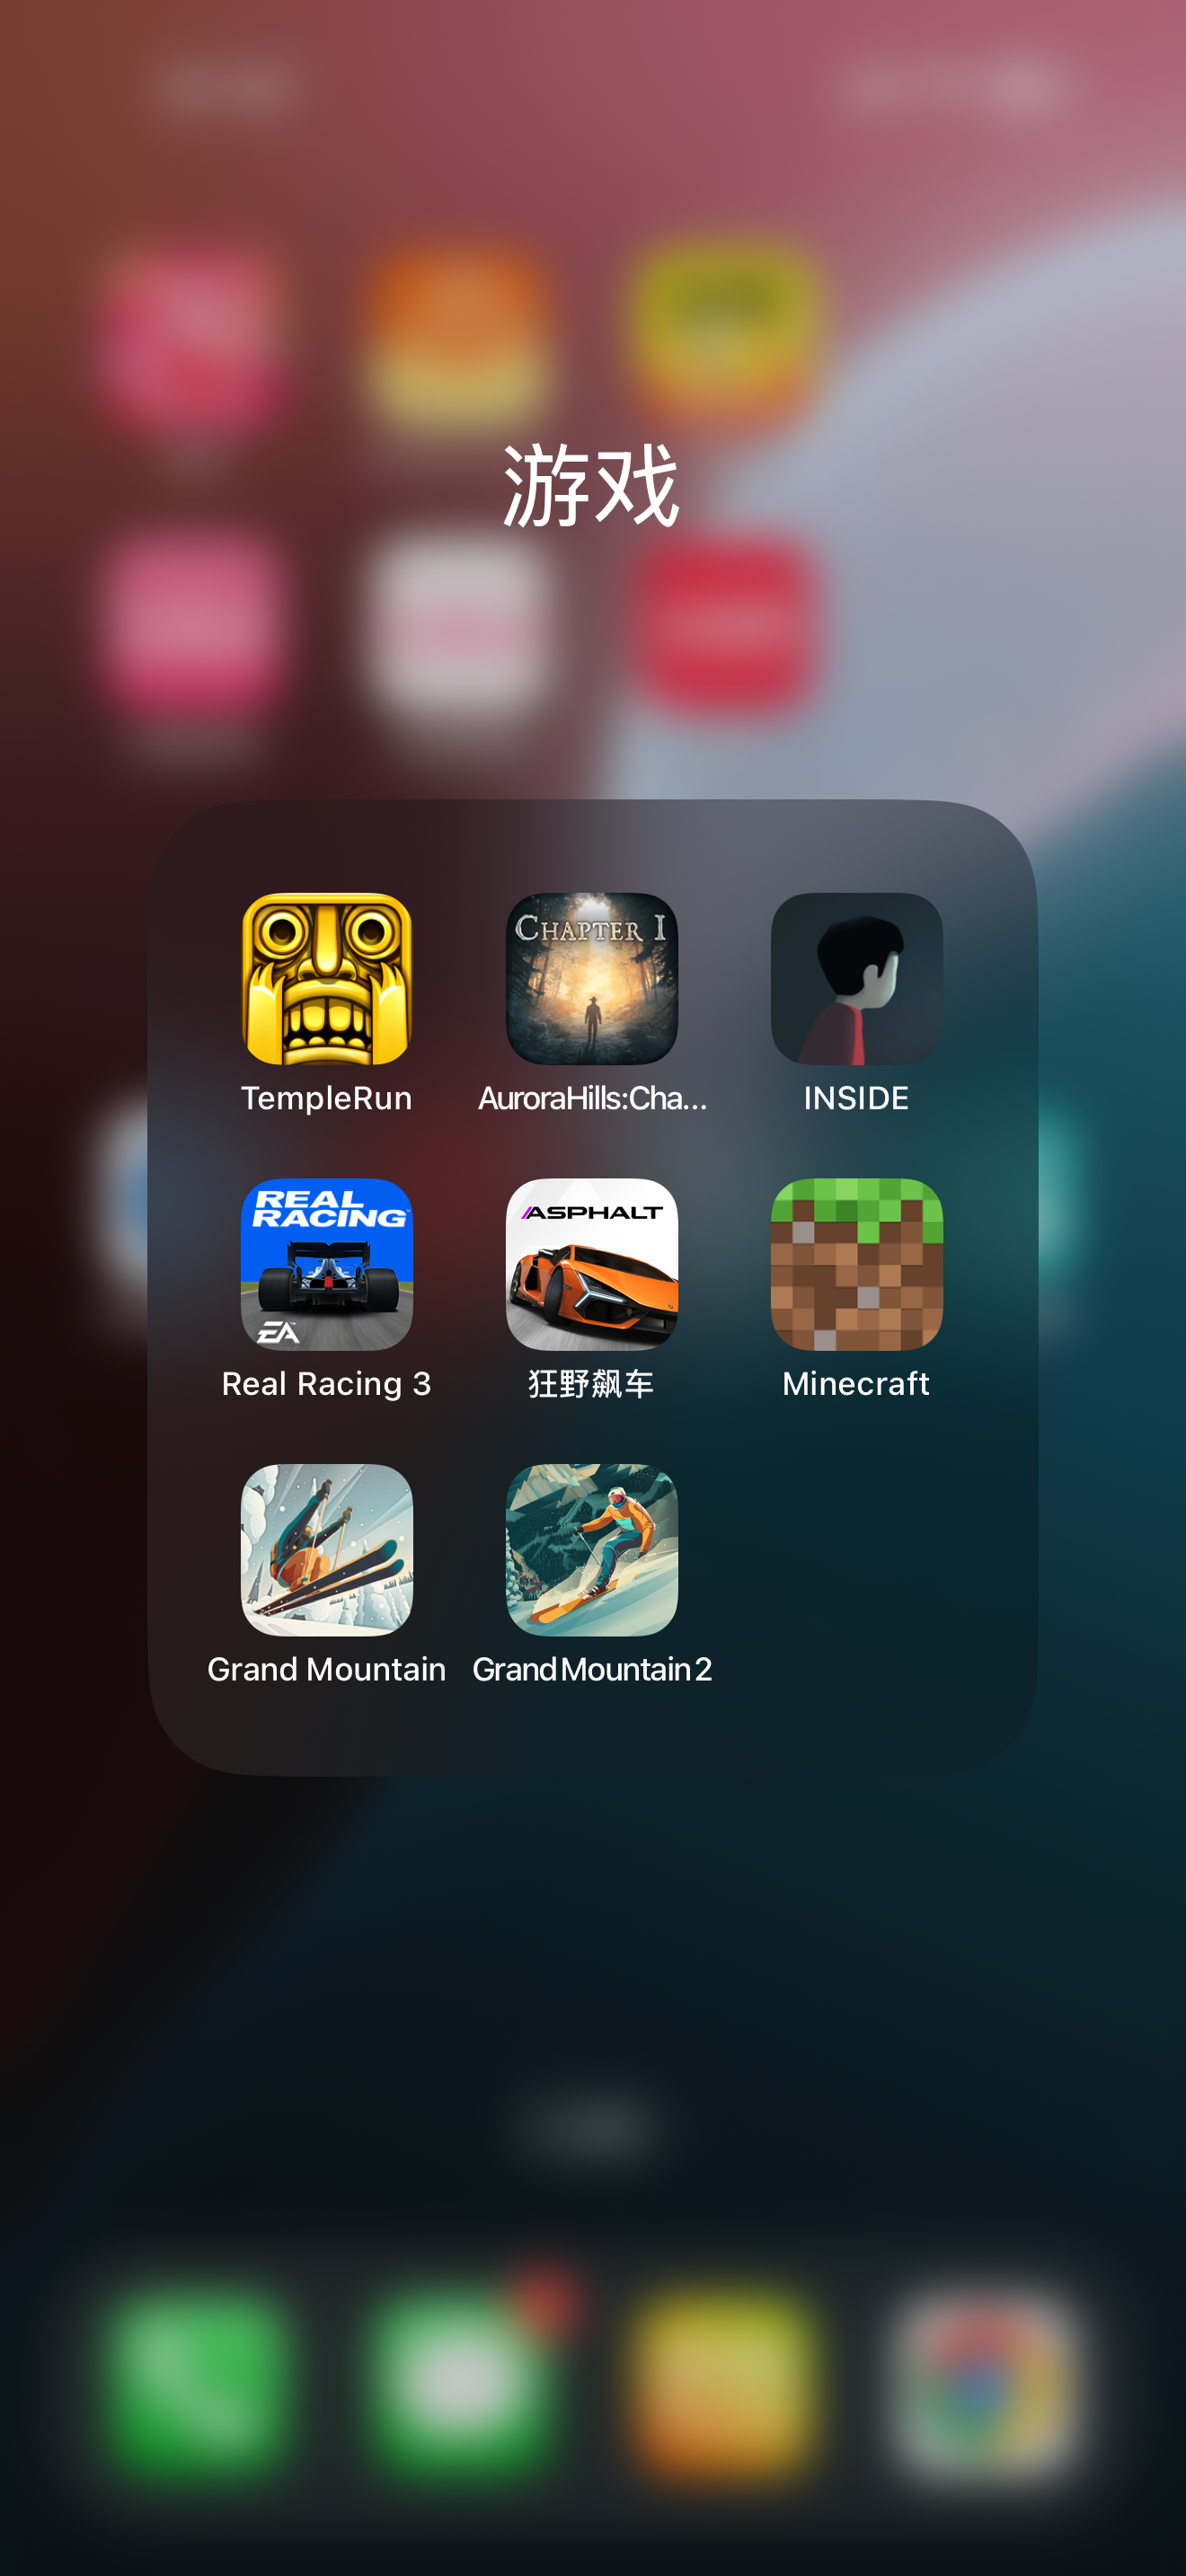 游戏
CHAPTER I
TempleRun
AuroraHills:Cha...
INSIDE
REAL
RACING
EA
ASPHALT
Real Racing 3
狂野飙车
Minecraft
Grand Mountain
Grand Mountain 2